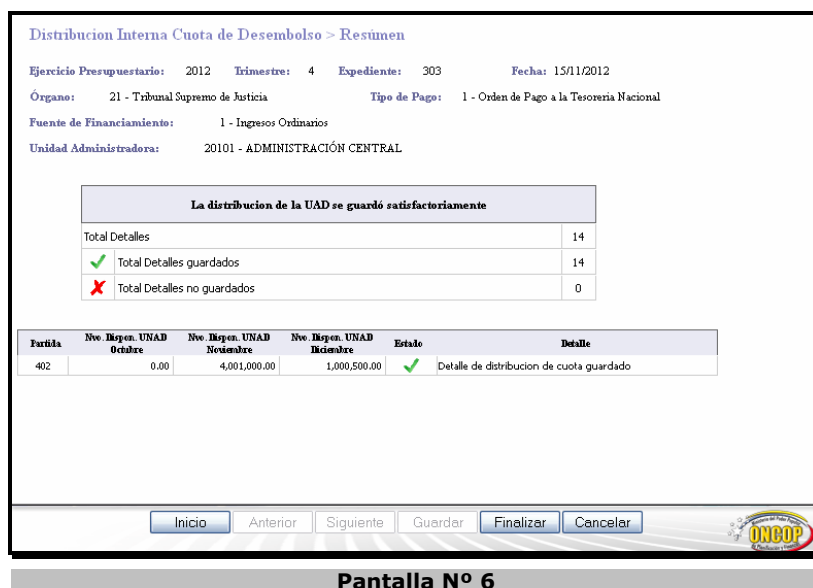 Distribucion Interna Cuota de Desembolso > Resúmen
Ejercicio Presupuestario: 2012 Trimestre: 4 Expediente: 303 Fecha: 15/11/2012
Órgano: 21 - Tribunal Supremo de Justicia Tipo de Pago: 1 - Orden de Pago a la Tesoreria Nacional
Fuente de Financiamiento: 1 - Ingresos Ordinarios
Unidad Administradora: 20101 - ADMINISTRACIÓN CENTRAL
La distribucion de la UAD se guardó satisfactoriamente
Total Detalles 14
Total Detalles guardados 14
Total Detalles no guardados 0
Partida Nvo. Dispon. UNAD Octubre Nvo. Dispon. UNAD Noviembre Nvo. Dispon. UNAD Diciembre Estado Detalle
402 0.00 4,001,000.00 1,000,500.00 Detalle de distribucion de cuota guardado
Inicio Anterior Siguiente Guardar Finalizar Cancelar
ONCOP
Pantalla Nº 6